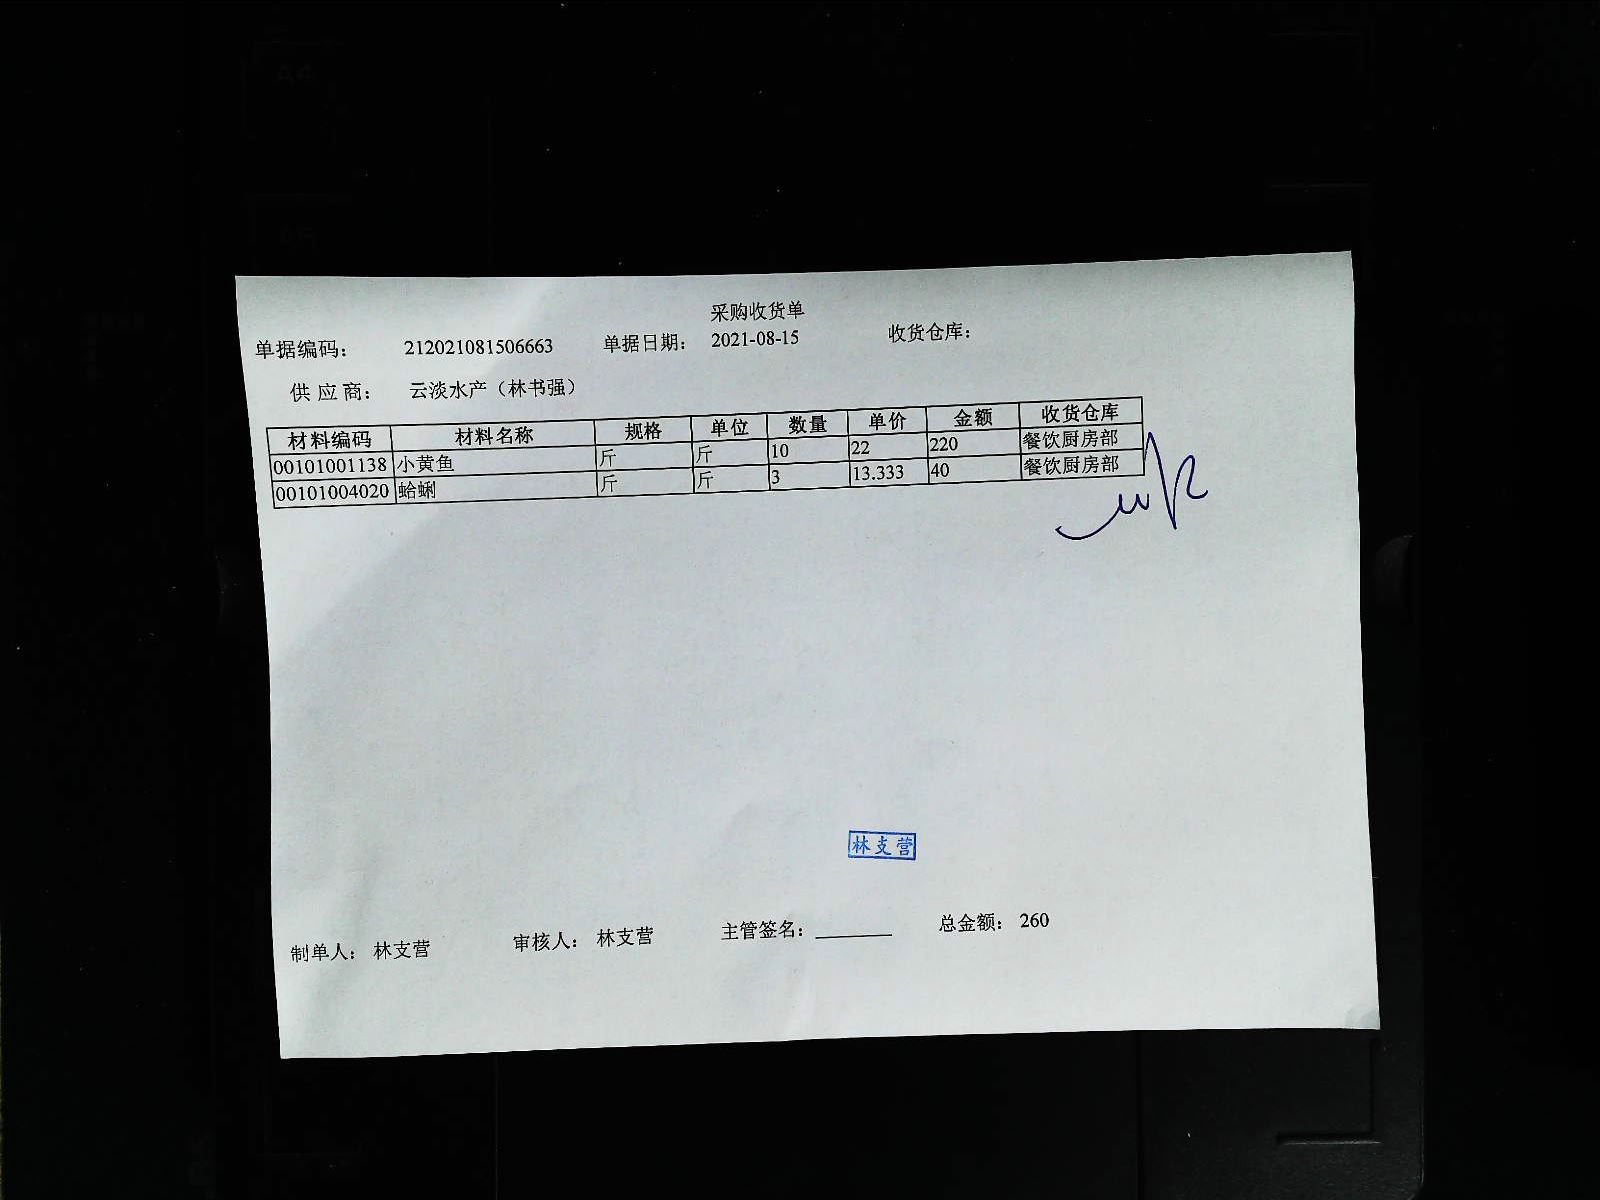 采购收货单
单据编码： 212021081506663 单据日期： 2021-08-15 收货仓库：
供 应 商： 云淡水产（林书强）
材料编码 材料名称 规格 单位 数量 单价 金额 收货仓库
00101001138 小黄鱼 斤 斤 10 22 220 餐饮厨房部
00101004020 蛤蜊 斤 斤 3 13.333 40 餐饮厨房部
林支营
制单人： 林支营 审核人： 林支营 主管签名： 总金额： 260